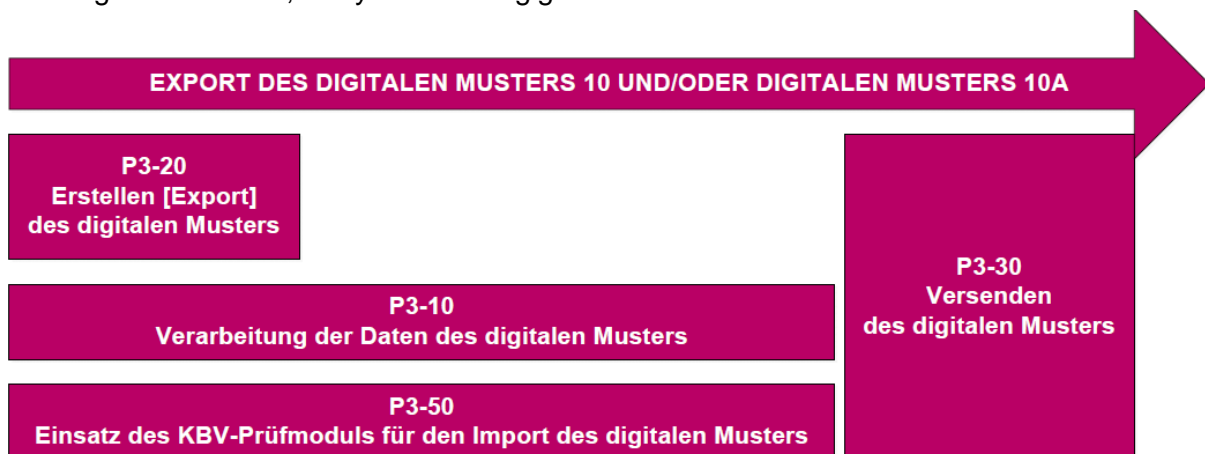 EXPORT DES DIGITALEN MUSTERS 10 UND/ODER DIGITALEN MUSTERS 10A
P3-20
Erstellen [Export]
des digitalen Musters
P3-10
Verarbeitung der Daten des digitalen Musters
P3-50
Einsatz des KBV-Prüfmoduls für den Import des digitalen Musters
P3-30
Versenden
des digitalen Musters